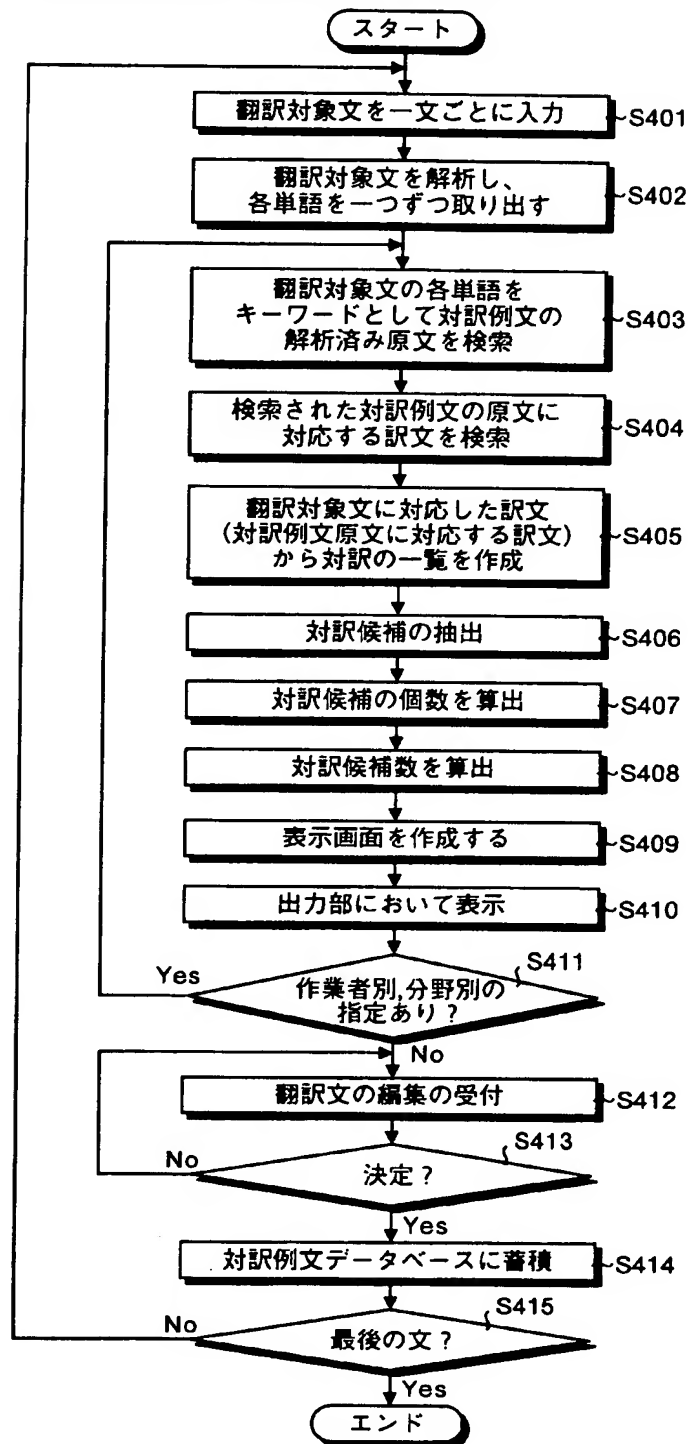 スタート
翻訳対象文を一文ごとに入力
S401
翻訳対象文を解析し、
各単語を一つずつ取り出す
S402
翻訳対象文の各単語を
キーワードとして対訳例文の
解析済み原文を検索
S403
検索された対訳例文の原文に
対応する訳文を検索
S404
翻訳対象文に対応した訳文
(対訳例文原文に対応する訳文)
から対訳の一覧を作成
S405
対訳候補の抽出
S406
対訳候補の個数を算出
S407
対訳候補数を算出
S408
表示画面を作成する
S409
出力部において表示
S410
S411
Yes
作業者別,分野別の
指定あり?
No
翻訳文の編集の受付
S412
S413
No
決定?
Yes
対訳例文データベースに蓄積
S414
S415
No
最後の文?
Yes
エンド